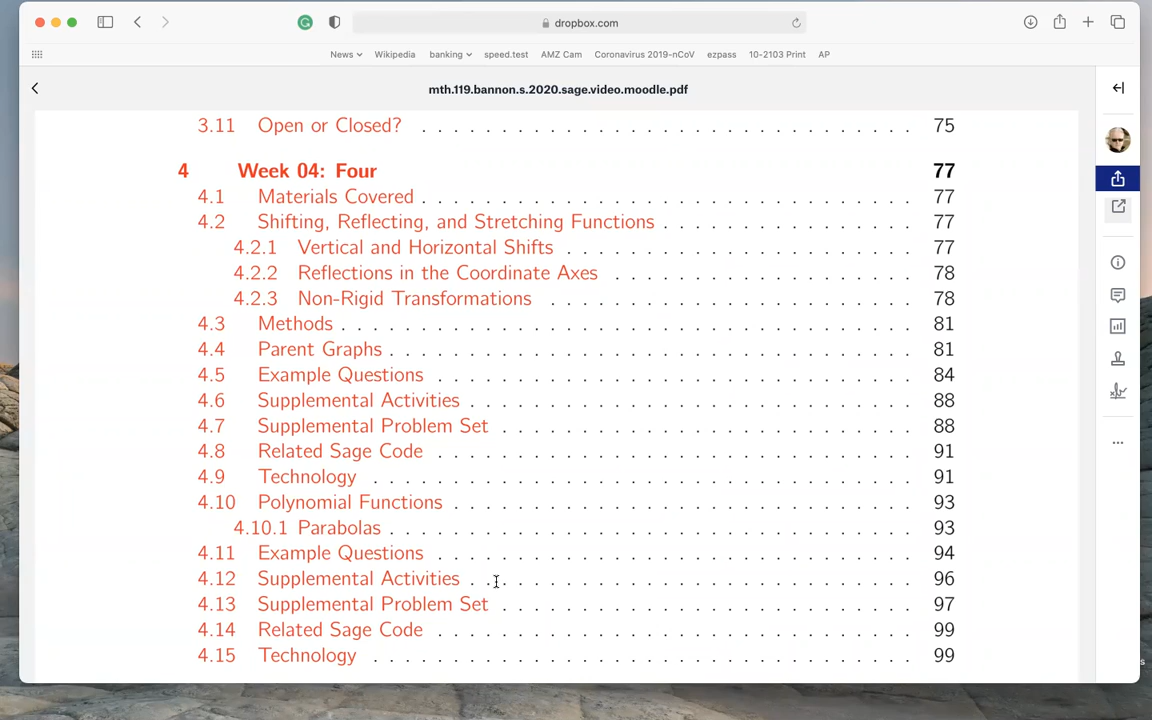 dropbox.com
News Wikipedia banking speed.test AMZ Cam Coronavirus 2019-nCoV ezpass 10-2103 Print AP
mth.119.bannon.s.2020.sage.video.moodle.pdf
3.11 Open or Closed? . . . . . . . . . . . . . . . . . . . . . . . . 75
4 Week 04: Four 77
4.1 Materials Covered . . . . . . . . . . . . . . . . . . . . . . . . 77
4.2 Shifting, Reflecting, and Stretching Functions . . . . . . . . . . . . 77
4.2.1 Vertical and Horizontal Shifts . . . . . . . . . . . . . . . . 77
4.2.2 Reflections in the Coordinate Axes . . . . . . . . . . . . . . 78
4.2.3 Non-Rigid Transformations . . . . . . . . . . . . . . . . . 78
4.3 Methods . . . . . . . . . . . . . . . . . . . . . . . . . . . 81
4.4 Parent Graphs . . . . . . . . . . . . . . . . . . . . . . . . . 81
4.5 Example Questions . . . . . . . . . . . . . . . . . . . . . . . 84
4.6 Supplemental Activities . . . . . . . . . . . . . . . . . . . . . 88
4.7 Supplemental Problem Set . . . . . . . . . . . . . . . . . . . . 88
4.8 Related Sage Code . . . . . . . . . . . . . . . . . . . . . . . 91
4.9 Technology . . . . . . . . . . . . . . . . . . . . . . . . . . 91
4.10 Polynomial Functions . . . . . . . . . . . . . . . . . . . . . . 93
4.10.1 Parabolas . . . . . . . . . . . . . . . . . . . . . . . . . 93
4.11 Example Questions . . . . . . . . . . . . . . . . . . . . . . . 94
4.12 Supplemental Activities . . . . . . . . . . . . . . . . . . . . . 96
4.13 Supplemental Problem Set . . . . . . . . . . . . . . . . . . . . 97
4.14 Related Sage Code . . . . . . . . . . . . . . . . . . . . . . . 99
4.15 Technology . . . . . . . . . . . . . . . . . . . . . . . . . . 99